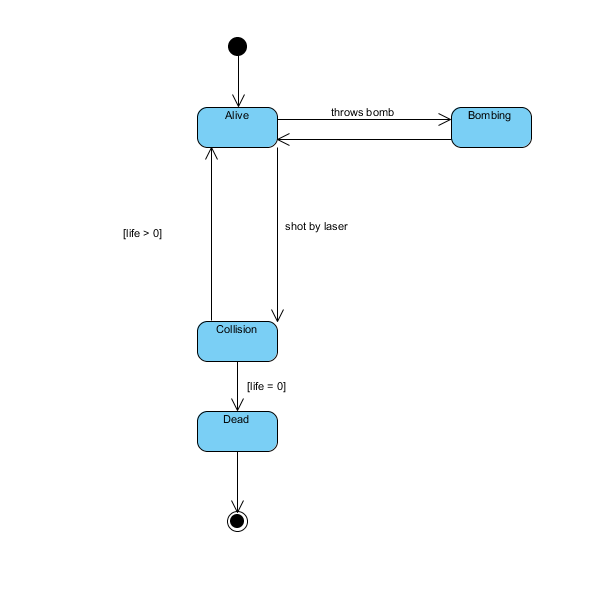 Alive
throws bomb
Bombing
shot by laser
[life > 0]
Collision
[life = 0]
Dead